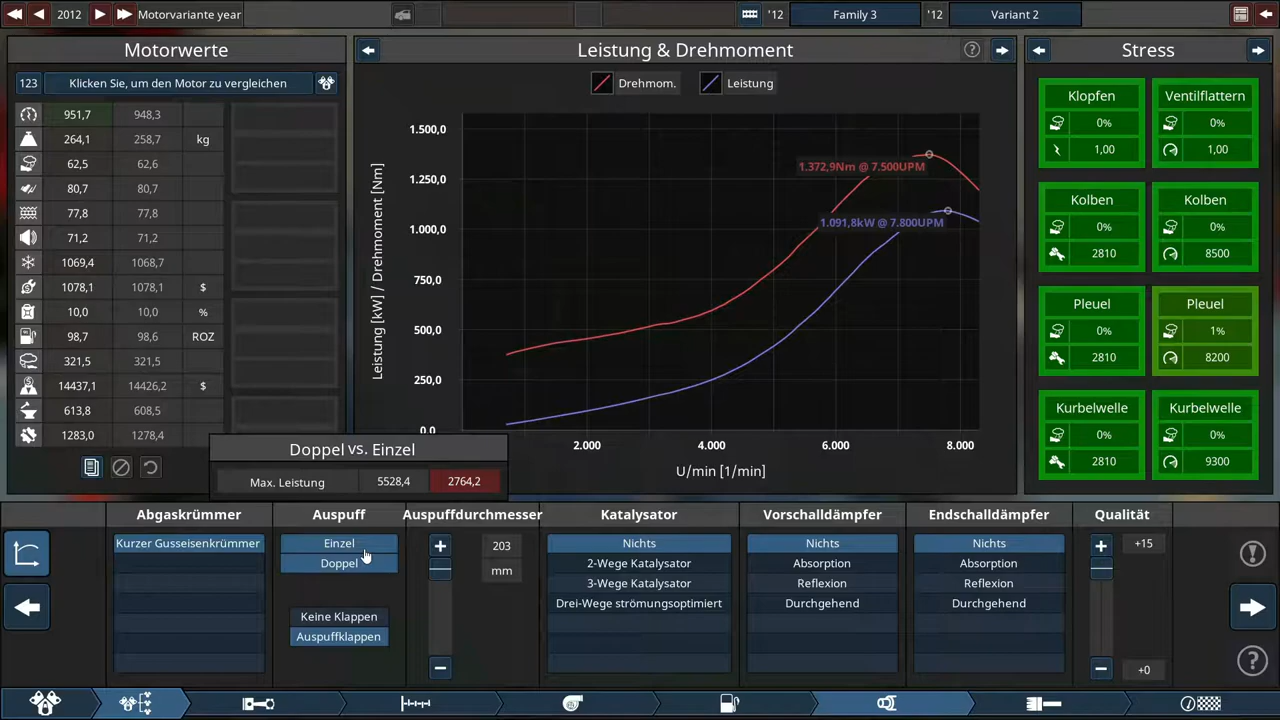 2012 Motorvariante year
'12 Family 3 '12 Variant 2
Motorwerte
123 Klicken Sie, um den Motor zu vergleichen
951,7 948,3
264,1 258,7 kg
62,5 62,6
80,7 80,7
77,8 77,8
71,2 71,2
1069,4 1068,7
1078,1 1078,1 $
10,0 10,0 %
98,7 98,6 ROZ
321,5 321,5
14437,1 14426,2 $
613,8 608,5
1283,0 1278,4
Leistung & Drehmoment
Drehmom. Leistung
Leistung [kW] / Drehmoment [Nm]
1.500,0
1.250,0
1.000,0
750,0
500,0
250,0
0,0
1.372,9Nm @ 7.500UPM
1.091,8kW @ 7.800UPM
2.000 4.000 6.000 8.000
U/min [1/min]
Stress
Klopfen Ventilflattern
0% 0%
1,00 1,00
Kolben Kolben
0% 0%
2810 8500
Pleuel Pleuel
0% 1%
2810 8200
Kurbelwelle Kurbelwelle
0% 0%
2810 9300
Doppel vs. Einzel
Max. Leistung 5528,4 2764,2
Abgaskrümmer
Kurzer Gusseisenkrümmer
Auspuff
Einzel
Doppel
Keine Klappen
Auspuffklappen
Auspuffdurchmesser
+ 203
mm
−
Katalysator
Nichts
2-Wege Katalysator
3-Wege Katalysator
Drei-Wege strömungsoptimiert
Vorschalldämpfer
Nichts
Absorption
Reflexion
Durchgehend
Endschalldämpfer
Nichts
Absorption
Reflexion
Durchgehend
Qualität
+ +15
− +0